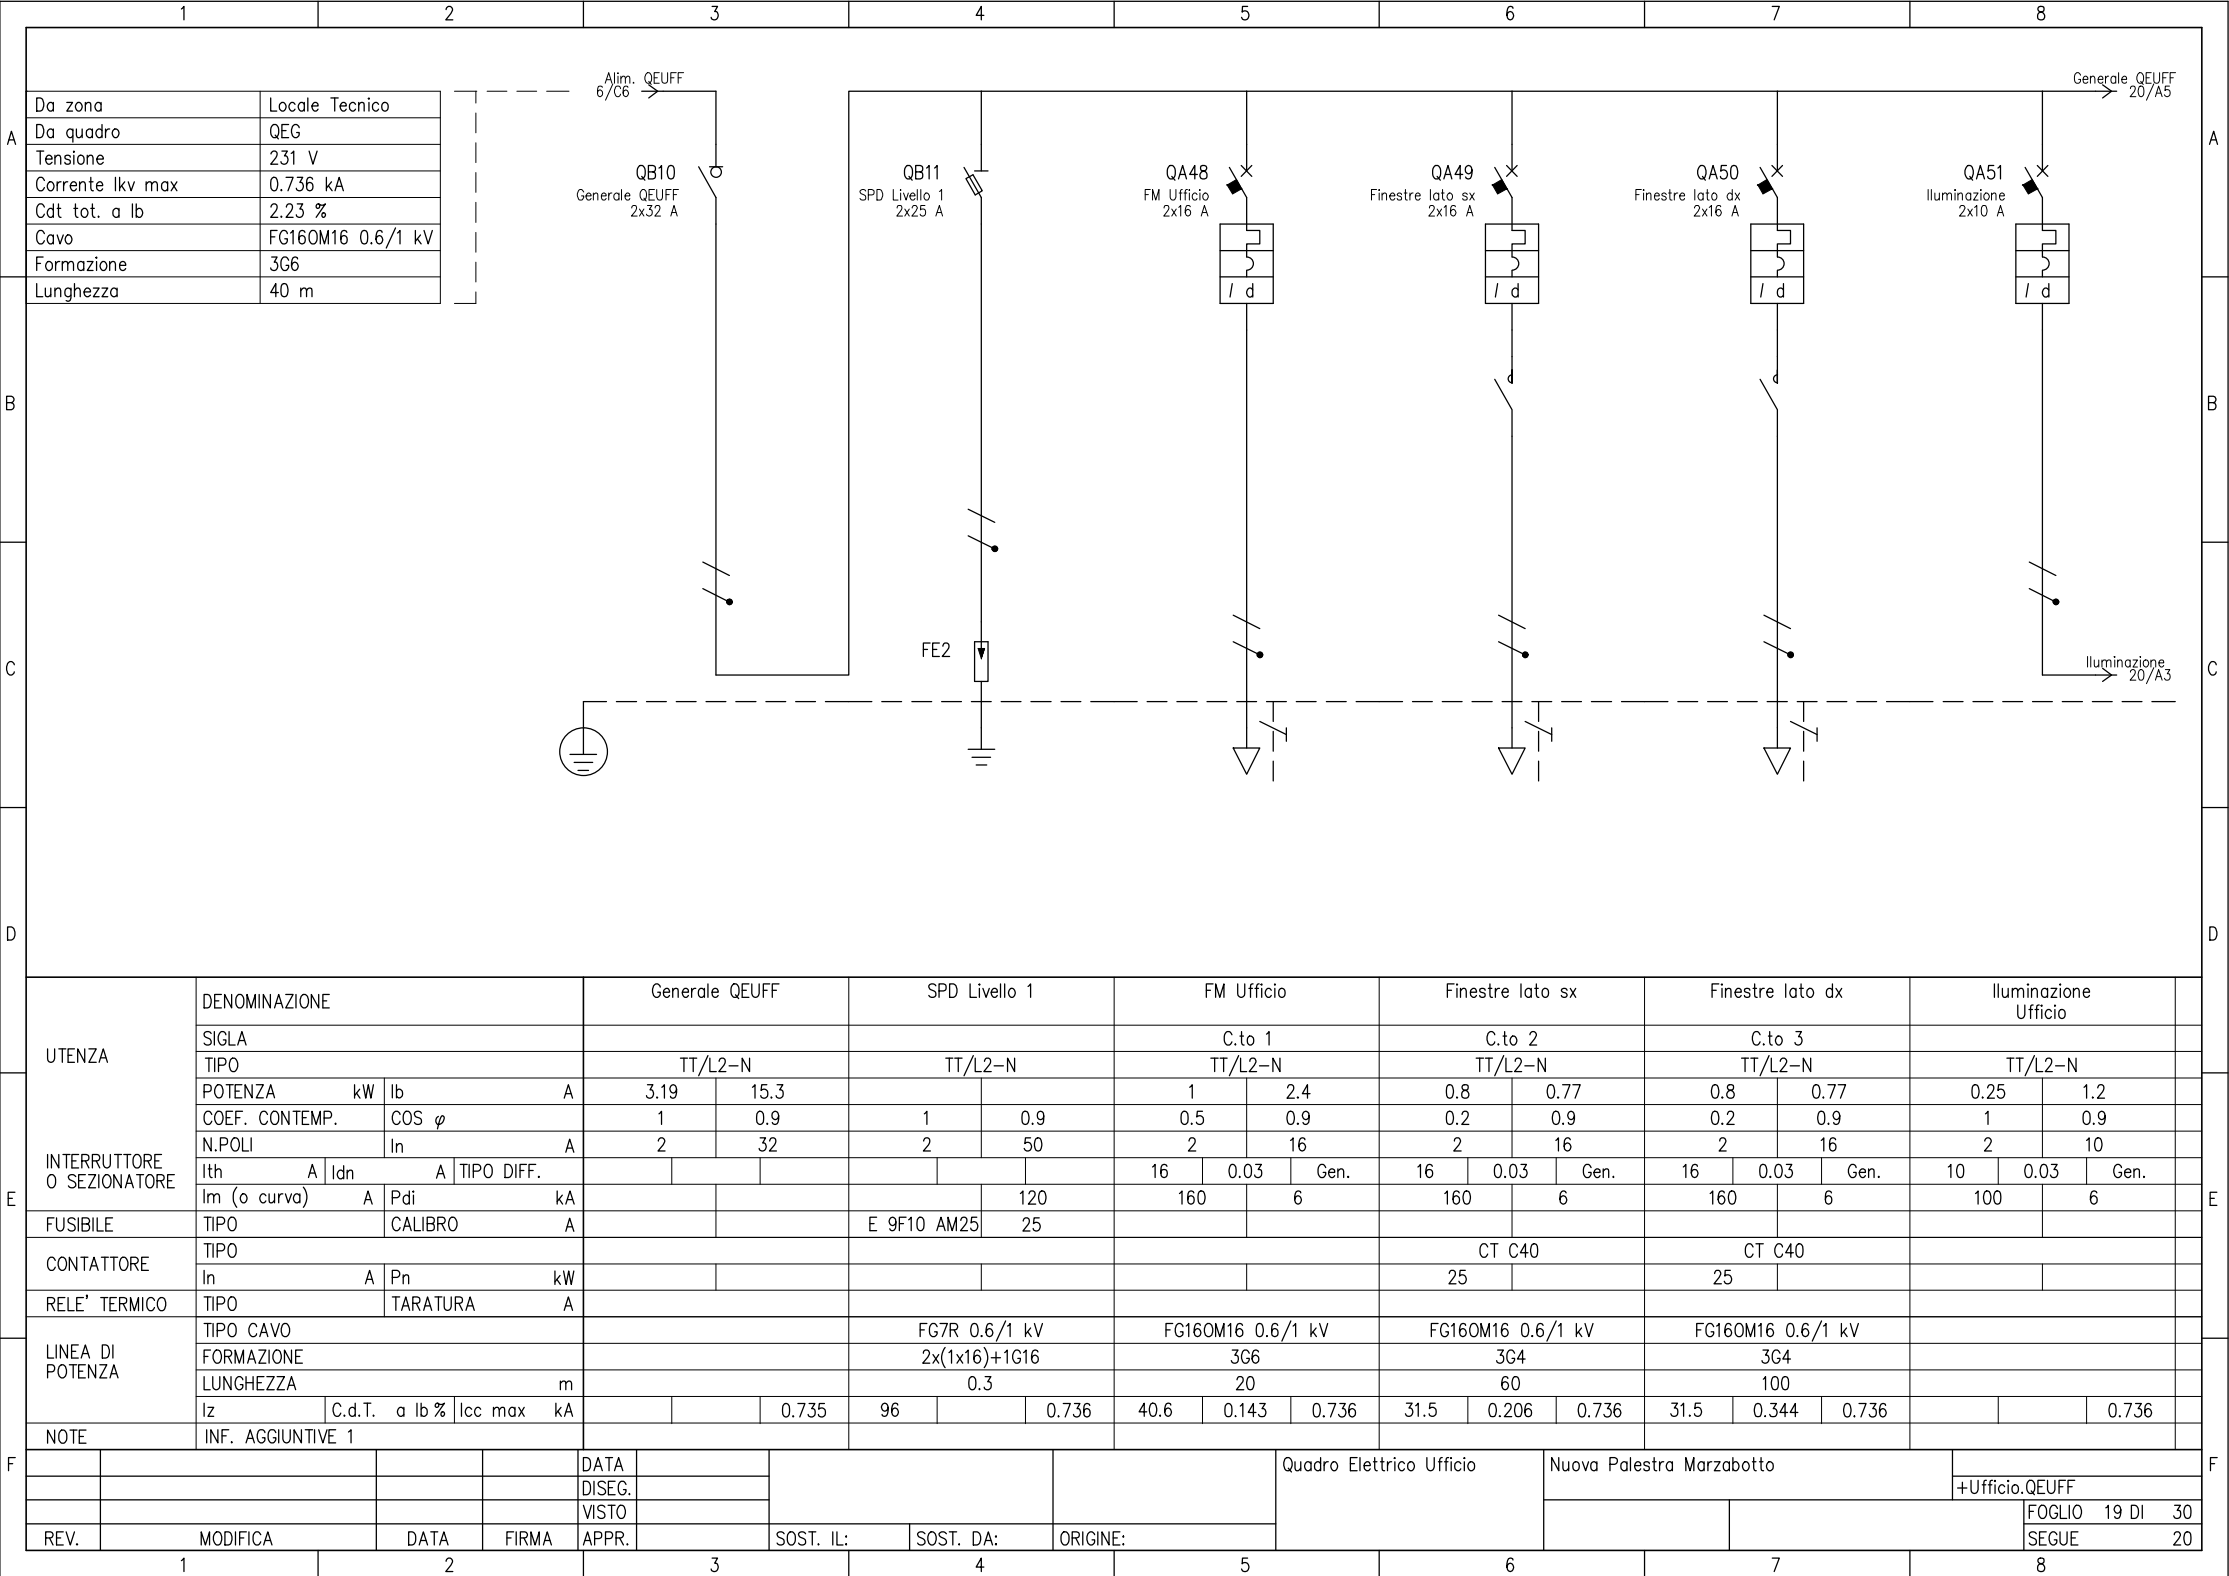 1 2 3 4 5 6 7 8
Alim. QEUFF
6/C6
Generale QEUFF
20/A5
Da zona Locale Tecnico
Da quadro QEG
Tensione 231 V
Corrente Ikv max 0.736 kA
Cdt tot. a Ib 2.23 %
Cavo FG16OM16 0.6/1 kV
Formazione 3G6
Lunghezza 40 m
A A
QB10
Generale QEUFF
2x32 A
QB11
SPD Livello 1
2x25 A
QA48
FM Ufficio
2x16 A
QA49
Finestre lato sx
2x16 A
QA50
Finestre lato dx
2x16 A
QA51
Iluminazione
2x10 A
I d I d I d I d
B B
FE2
C C
Iluminazione
20/A3
D D
UTENZA
DENOMINAZIONE Generale QEUFF SPD Livello 1 FM Ufficio Finestre lato sx Finestre lato dx Iluminazione
Ufficio
SIGLA C.to 1 C.to 2 C.to 3
TIPO TT/L2-N TT/L2-N TT/L2-N TT/L2-N TT/L2-N TT/L2-N
POTENZA kW Ib A 3.19 15.3 1 2.4 0.8 0.77 0.8 0.77 0.25 1.2
COEF. CONTEMP. COS φ 1 0.9 1 0.9 0.5 0.9 0.2 0.9 0.2 0.9 1 0.9
INTERRUTTORE
O SEZIONATORE
N.POLI In A 2 32 2 50 2 16 2 16 2 16 2 10
Ith A Idn A TIPO DIFF. 16 0.03 Gen. 16 0.03 Gen. 16 0.03 Gen. 10 0.03 Gen.
E E
Im (o curva) A Pdi kA 120 160 6 160 6 160 6 100 6
FUSIBILE TIPO CALIBRO A E 9F10 AM25 25
CONTATTORE
TIPO CT C40 CT C40
In A Pn kW 25 25
RELE' TERMICO TIPO TARATURA A
LINEA DI
POTENZA
TIPO CAVO FG7R 0.6/1 kV FG16OM16 0.6/1 kV FG16OM16 0.6/1 kV FG16OM16 0.6/1 kV
FORMAZIONE 2x(1x16)+1G16 3G6 3G4 3G4
LUNGHEZZA m 0.3 20 60 100
Iz C.d.T. a Ib % Icc max kA 0.735 96 0.736 40.6 0.143 0.736 31.5 0.206 0.736 31.5 0.344 0.736 0.736
NOTE INF. AGGIUNTIVE 1
F F
DATA
DISEG.
VISTO
APPR.
REV. MODIFICA DATA FIRMA
SOST. IL: SOST. DA: ORIGINE:
Quadro Elettrico Ufficio
Nuova Palestra Marzabotto
+Ufficio.QEUFF
FOGLIO 19 DI 30
SEGUE 20
1 2 3 4 5 6 7 8